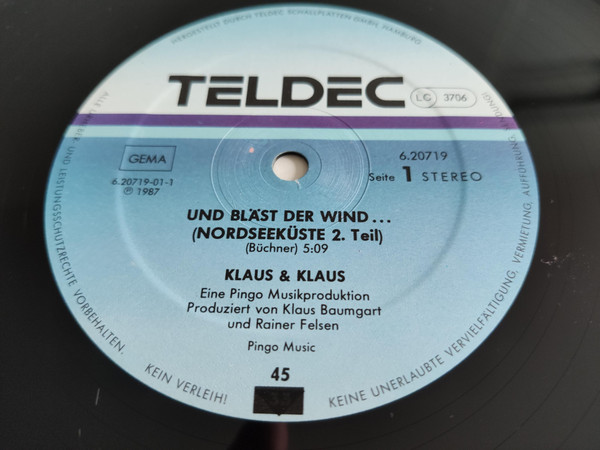 HERGESTELLT DURCH TELDEC SCHALLPLATTEN GMBH, HAMBURG
TELDEC
LC 3706
GEMA
6.20719-01-1
℗ 1987
6.20719
Seite 1 STEREO
UND BLÄST DER WIND ...
(NORDSEEKÜSTE 2. Teil)
(Büchner) 5:09
KLAUS & KLAUS
Eine Pingo Musikproduktion
Produziert von Klaus Baumgart
und Rainer Felsen
Pingo Music
45
UND LEISTUNGSSCHUTZRECHTE VORBEHALTEN.
KEIN VERLEIH!
KEINE UNERLAUBTE VERVIELFÄLTIGUNG, VERMIETUNG, AUFFÜHRUNG,